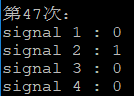 第47次:
signal 1 : 0
signal 2 : 1
signal 3 : 0
signal 4 : 0